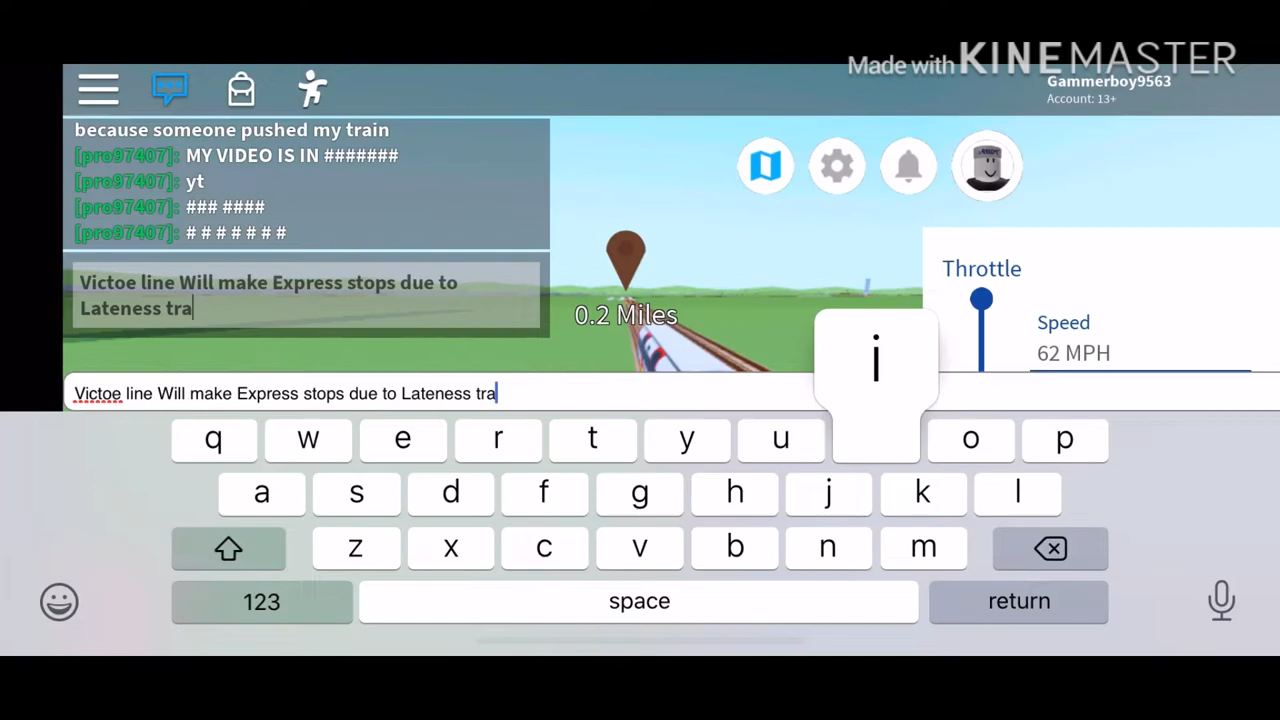 Made with KINEMASTER
Gammerboy9563
Account: 13+
because someone pushed my train
[pro97407]: MY VIDEO IS IN #######
[pro97407]: yt
[pro97407]: ### ####
[pro97407]: # # # # # # #
Victoe line Will make Express stops due to
Lateness tra
0.2 Miles
Throttle
Speed
62 MPH
Victoe line Will make Express stops due to Lateness tra
i
q w e r t y u o p
a s d f g h j k l
z x c v b n m
123 space return